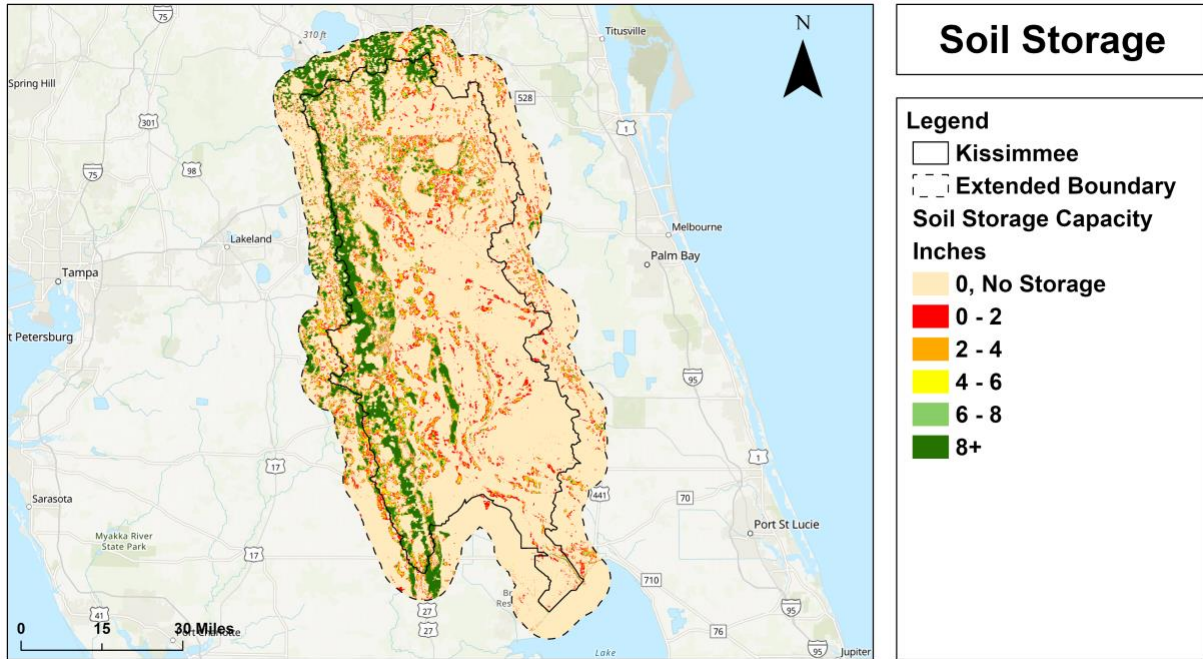 75
310 ft
Titusville
Spring Hill
N
528
301
1
75
98
Melbourne
Lakeland
Palm Bay
Tampa
t Petersburg
95
17
1
441
70
Sarasota
Port St Lucie
Myakka River
State Park
17
710
27
95
41
27
76
0 15 30 Miles
Lake
95
Jupiter
Soil Storage
Legend
Kissimmee
Extended Boundary
Soil Storage Capacity
Inches
0, No Storage
0 - 2
2 - 4
4 - 6
6 - 8
8+